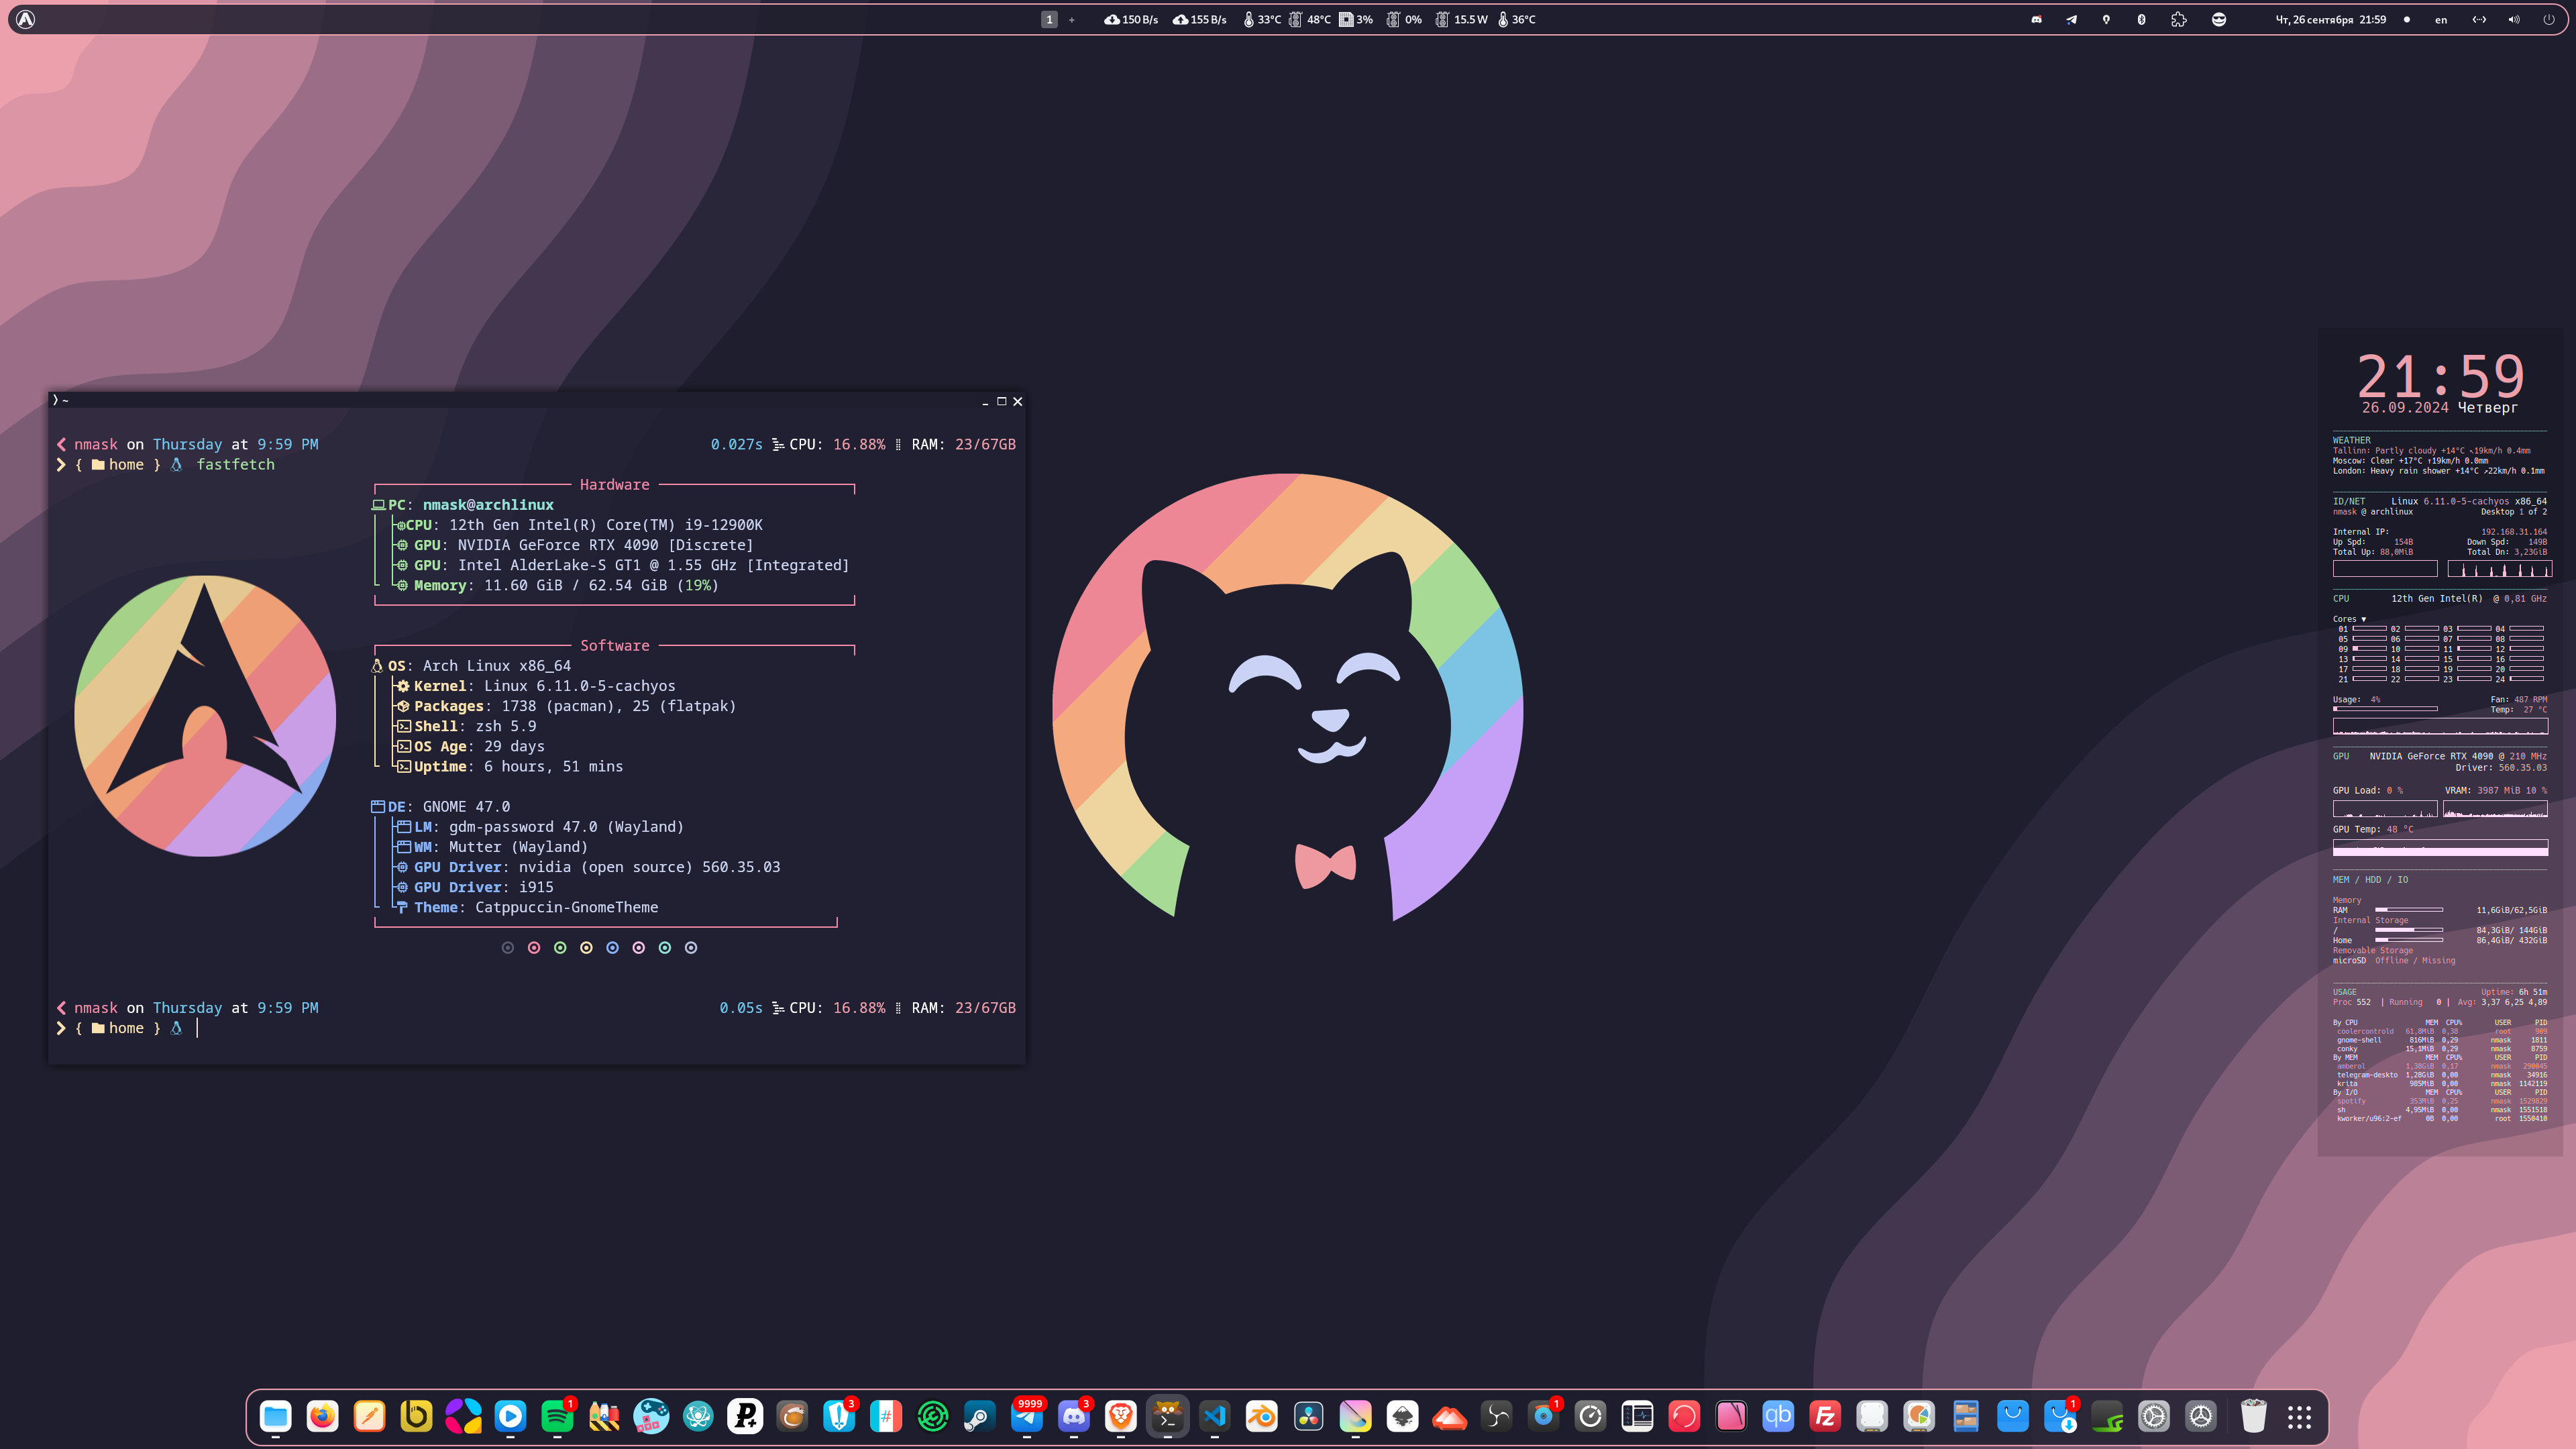 1 + 150 B/s 155 B/s 33°C 48°C 3% 0% 15.5 W 36°C Чт, 26 сентября 21:59 en
~
nmask on Thursday at 9:59 PM 0.027s CPU: 16.88% RAM: 23/67GB
{ home } fastfetch
Hardware
PC: nmask@archlinux
CPU: 12th Gen Intel(R) Core(TM) i9-12900K
GPU: NVIDIA GeForce RTX 4090 [Discrete]
GPU: Intel AlderLake-S GT1 @ 1.55 GHz [Integrated]
Memory: 11.60 GiB / 62.54 GiB (19%)
Software
OS: Arch Linux x86_64
Kernel: Linux 6.11.0-5-cachyos
Packages: 1738 (pacman), 25 (flatpak)
Shell: zsh 5.9
OS Age: 29 days
Uptime: 6 hours, 51 mins
DE: GNOME 47.0
LM: gdm-password 47.0 (Wayland)
WM: Mutter (Wayland)
GPU Driver: nvidia (open source) 560.35.03
GPU Driver: i915
Theme: Catppuccin-GnomeTheme
nmask on Thursday at 9:59 PM 0.05s CPU: 16.88% RAM: 23/67GB
{ home }
21:59
26.09.2024 Четверг
WEATHER
Tallinn: Partly cloudy +14°C ↖19km/h 0.4mm
Moscow: Clear +17°C ↑19km/h 0.0mm
London: Heavy rain shower +14°C ↗22km/h 0.1mm
ID/NET Linux 6.11.0-5-cachyos x86_64
nmask @ archlinux Desktop 1 of 2
Internal IP: 192.168.31.164
Up Spd: 154B Down Spd: 149B
Total Up: 88,0MiB Total Dn: 3,23GiB
CPU 12th Gen Intel(R) @ 0,81 GHz
Cores ▼
01 02 03 04
05 06 07 08
09 10 11 12
13 14 15 16
17 18 19 20
21 22 23 24
Usage: 4% Fan: 487 RPM
Temp: 27 °C
GPU NVIDIA GeForce RTX 4090 @ 210 MHz
Driver: 560.35.03
GPU Load: 0 % VRAM: 3987 MiB 10 %
GPU Temp: 48 °C
MEM / HDD / IO
Memory
RAM 11,6GiB/62,5GiB
Internal Storage
/ 84,3GiB/ 144GiB
Home 86,4GiB/ 432GiB
Removable Storage
microSD Offline / Missing
USAGE Uptime: 6h 51m
Proc 552 | Running 0 | Avg: 3,37 6,25 4,89
By CPU MEM CPU% USER PID
coolercontrold 61,8MiB 0,38 root 909
gnome-shell 816MiB 0,29 nmask 1811
conky 15,1MiB 0,29 nmask 8759
By MEM MEM CPU% USER PID
amberol 1,38GiB 0,17 nmask 290045
telegram-deskto 1,28GiB 0,00 nmask 34916
krita 985MiB 0,00 nmask 1142119
By I/O MEM CPU% USER PID
spotify 353MiB 0,25 nmask 1529829
sh 4,95MiB 0,00 nmask 1551518
kworker/u96:2-ef 0B 0,00 root 1550410
1 3 # 9999 3 1 qb Fz 1